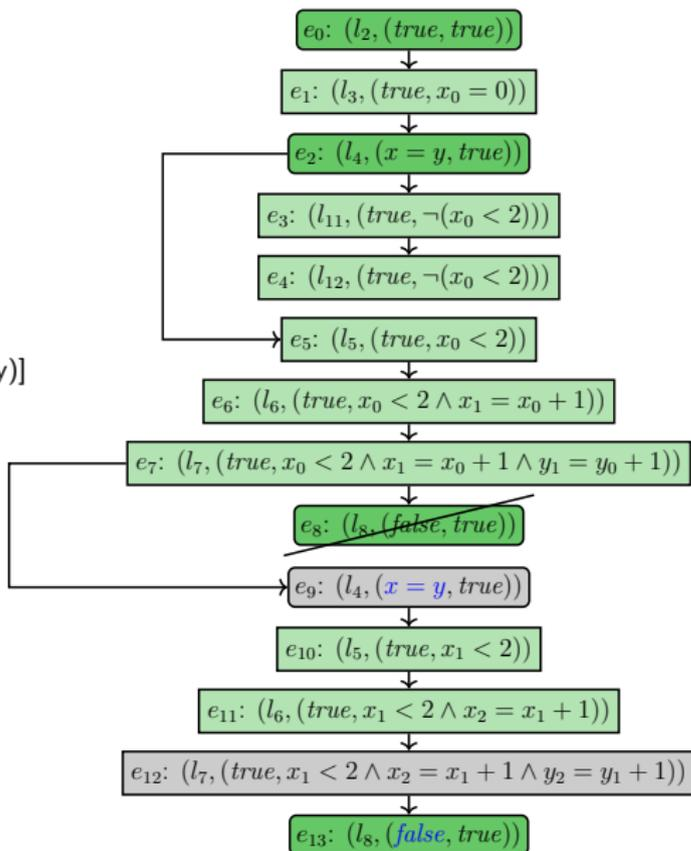 e₀: (l₂, (true, true))
e₁: (l₃, (true, x₀ = 0))
e₂: (l₄, (x = y, true))
e₃: (l₁₁, (true, ¬(x₀ < 2)))
e₄: (l₁₂, (true, ¬(x₀ < 2)))
e₅: (l₅, (true, x₀ < 2))
y)]
e₆: (l₆, (true, x₀ < 2 ∧ x₁ = x₀ + 1))
e₇: (l₇, (true, x₀ < 2 ∧ x₁ = x₀ + 1 ∧ y₁ = y₀ + 1))
e₈: (l₈, (false, true))
e₉: (l₄, (x = y, true))
e₁₀: (l₅, (true, x₁ < 2))
e₁₁: (l₆, (true, x₁ < 2 ∧ x₂ = x₁ + 1))
e₁₂: (l₇, (true, x₁ < 2 ∧ x₂ = x₁ + 1 ∧ y₂ = y₁ + 1))
e₁₃: (l₈, (false, true))